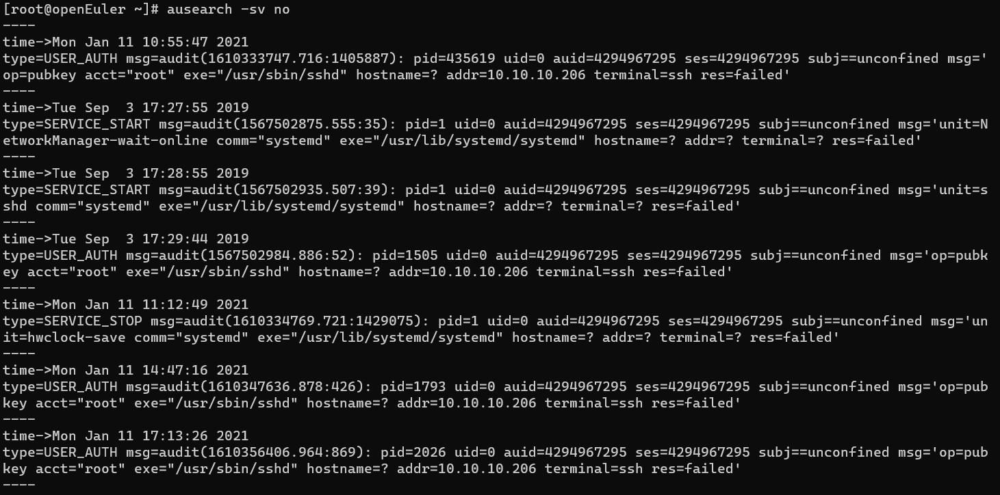 [root@openEuler ~]# ausearch -sv no
----
time->Mon Jan 11 10:55:47 2021
type=USER_AUTH msg=audit(1610333747.716:1405887): pid=435619 uid=0 auid=4294967295 ses=4294967295 subj==unconfined msg='
op=pubkey acct="root" exe="/usr/sbin/sshd" hostname=? addr=10.10.10.206 terminal=ssh res=failed'
----
time->Tue Sep  3 17:27:55 2019
type=SERVICE_START msg=audit(1567502875.555:35): pid=1 uid=0 auid=4294967295 ses=4294967295 subj==unconfined msg='unit=N
etworkManager-wait-online comm="systemd" exe="/usr/lib/systemd/systemd" hostname=? addr=? terminal=? res=failed'
----
time->Tue Sep  3 17:28:55 2019
type=SERVICE_START msg=audit(1567502935.507:39): pid=1 uid=0 auid=4294967295 ses=4294967295 subj==unconfined msg='unit=s
shd comm="systemd" exe="/usr/lib/systemd/systemd" hostname=? addr=? terminal=? res=failed'
----
time->Tue Sep  3 17:29:44 2019
type=USER_AUTH msg=audit(1567502984.886:52): pid=1505 uid=0 auid=4294967295 ses=4294967295 subj==unconfined msg='op=pubk
ey acct="root" exe="/usr/sbin/sshd" hostname=? addr=10.10.10.206 terminal=ssh res=failed'
----
time->Mon Jan 11 11:12:49 2021
type=SERVICE_STOP msg=audit(1610334769.721:1429075): pid=1 uid=0 auid=4294967295 ses=4294967295 subj==unconfined msg='un
it=hwclock-save comm="systemd" exe="/usr/lib/systemd/systemd" hostname=? addr=? terminal=? res=failed'
----
time->Mon Jan 11 14:47:16 2021
type=USER_AUTH msg=audit(1610347636.878:426): pid=1793 uid=0 auid=4294967295 ses=4294967295 subj==unconfined msg='op=pub
key acct="root" exe="/usr/sbin/sshd" hostname=? addr=10.10.10.206 terminal=ssh res=failed'
----
time->Mon Jan 11 17:13:26 2021
type=USER_AUTH msg=audit(1610356406.964:869): pid=2026 uid=0 auid=4294967295 ses=4294967295 subj==unconfined msg='op=pub
key acct="root" exe="/usr/sbin/sshd" hostname=? addr=10.10.10.206 terminal=ssh res=failed'
----